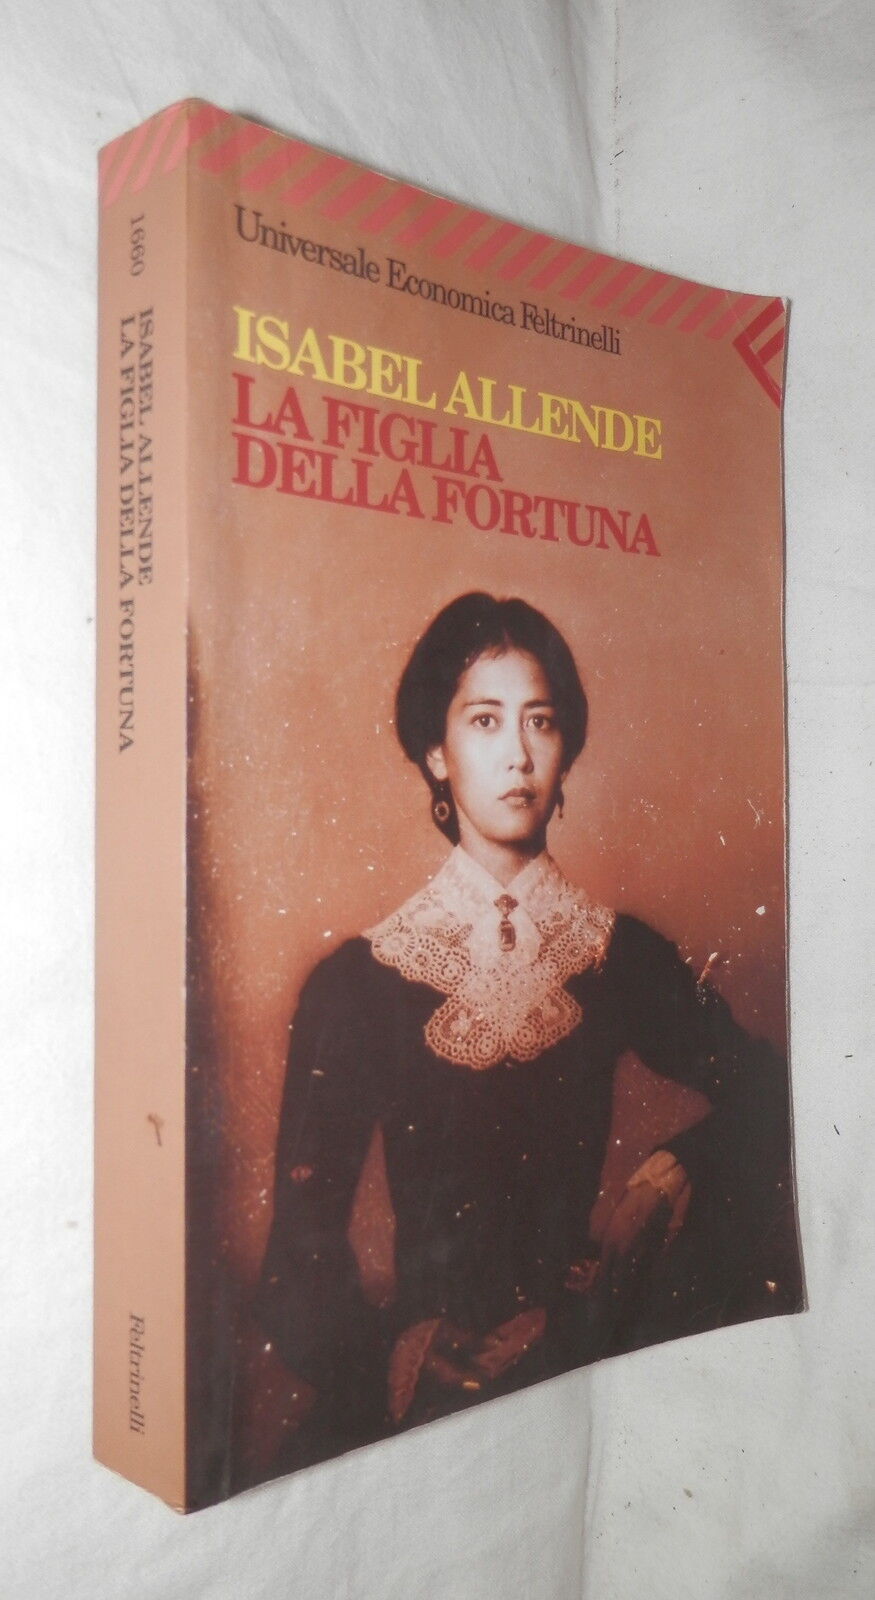 1660
ISABEL ALLENDE
LA FIGLIA DELLA FORTUNA
Feltrinelli
Universale Economica Feltrinelli
ISABEL ALLENDE
LA FIGLIA
DELLA FORTUNA